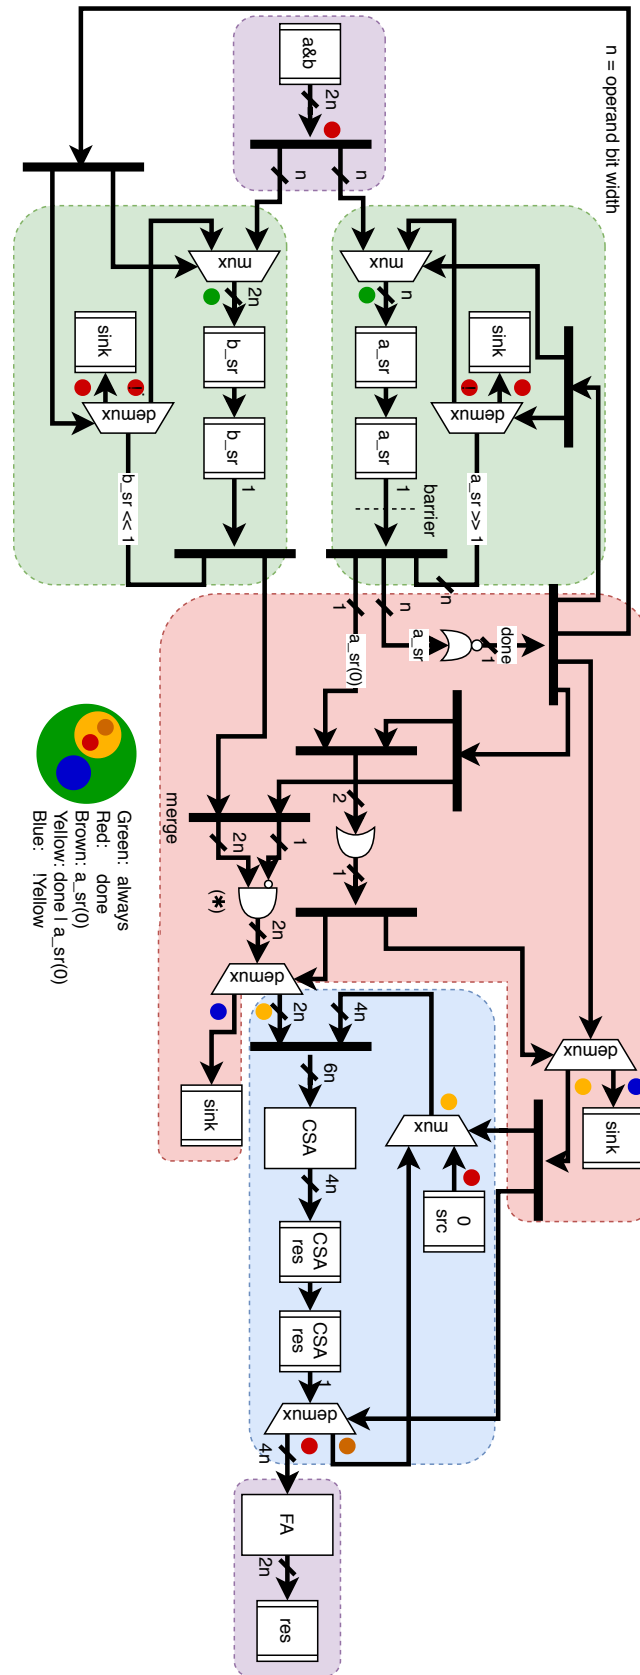 n = operand bit width
a&b
2n
n
n
mux
2n
b_sr
b_sr
1
sink
!
demux
b_sr << 1
mux
n
a_sr
a_sr
1
barrier
sink
!
demux
a_sr >> 1
n
n
1
a_sr
a_sr(0)
1
done
2
1
merge
2n
1
(*)
2n
demux
2n
sink
4n
6n
CSA
4n
CSA
res
CSA
res
1
demux
4n
mux
0
src
demux
sink
FA
2n
res
Green: always
Red: done
Brown: a_sr(0)
Yellow: done | a_sr(0)
Blue: !Yellow